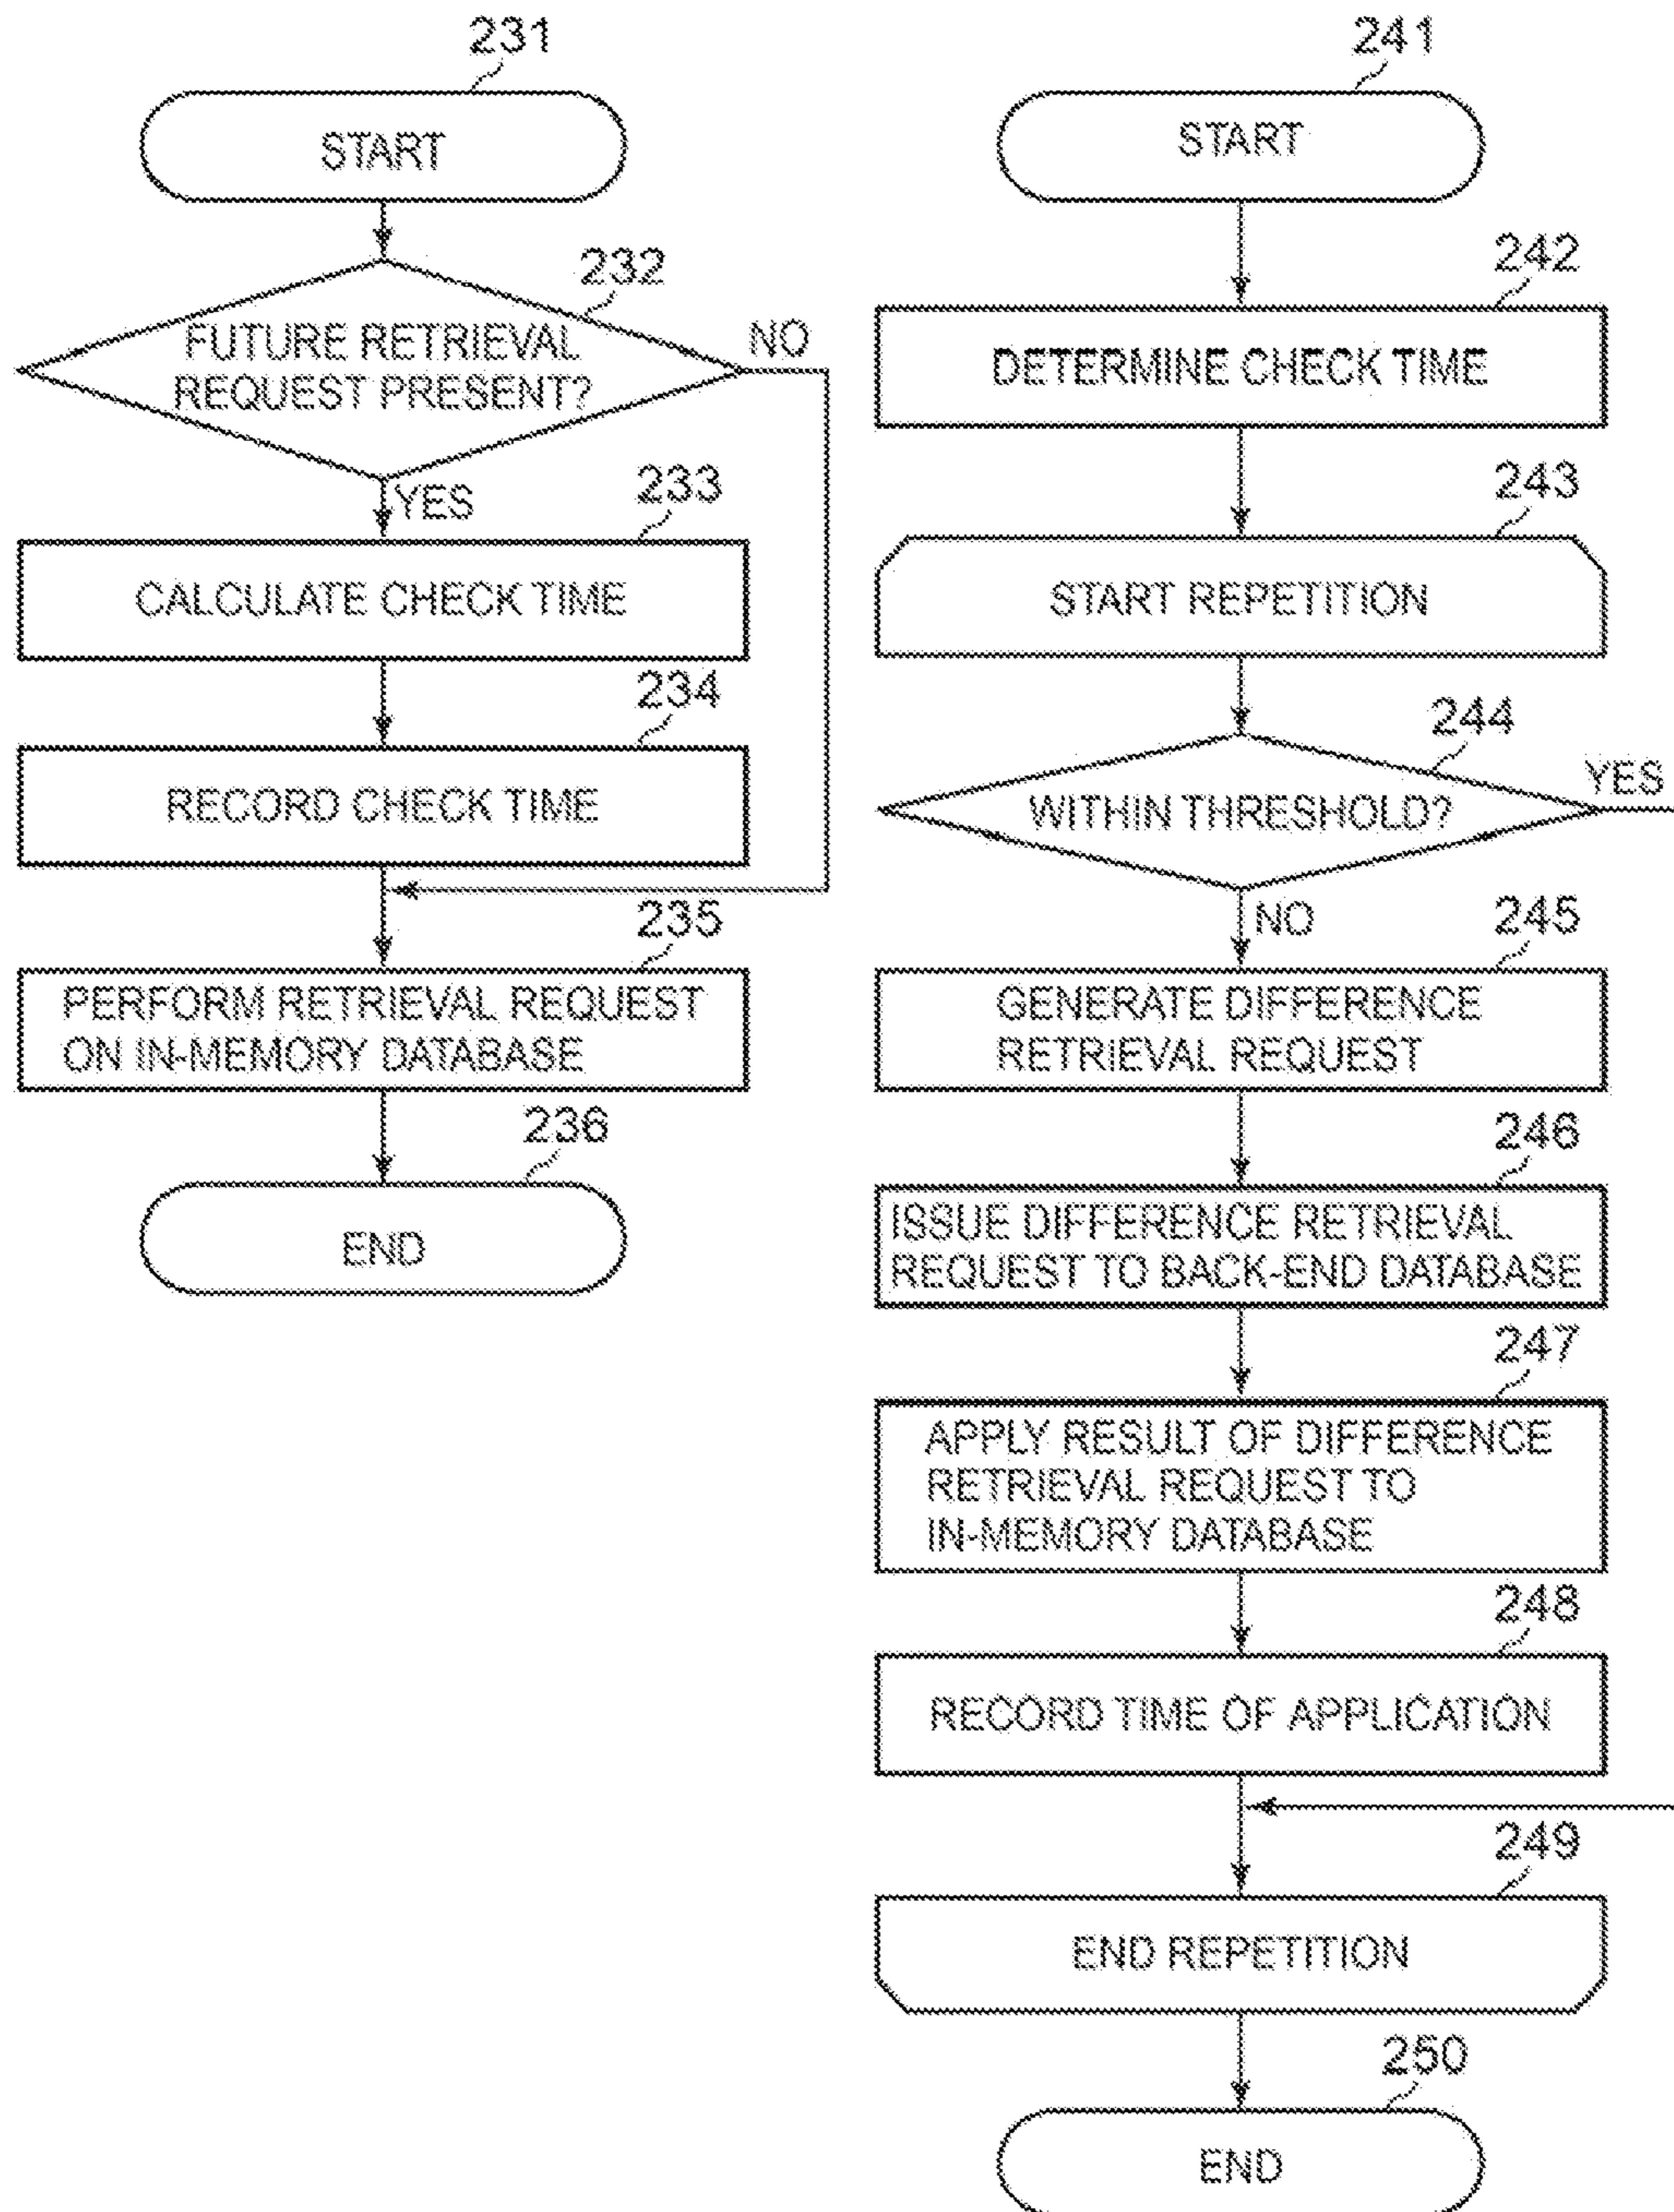 231
START
232
FUTURE RETRIEVAL
REQUEST PRESENT?
NO
YES
233
CALCULATE CHECK TIME
234
RECORD CHECK TIME
235
PERFORM RETRIEVAL REQUEST
ON IN-MEMORY DATABASE
236
END
241
START
242
DETERMINE CHECK TIME
243
START REPETITION
244
WITHIN THRESHOLD?
YES
NO
245
GENERATE DIFFERENCE
RETRIEVAL REQUEST
246
ISSUE DIFFERENCE RETRIEVAL
REQUEST TO BACK-END DATABASE
247
APPLY RESULT OF DIFFERENCE
RETRIEVAL REQUEST TO
IN-MEMORY DATABASE
248
RECORD TIME OF APPLICATION
249
END REPETITION
250
END